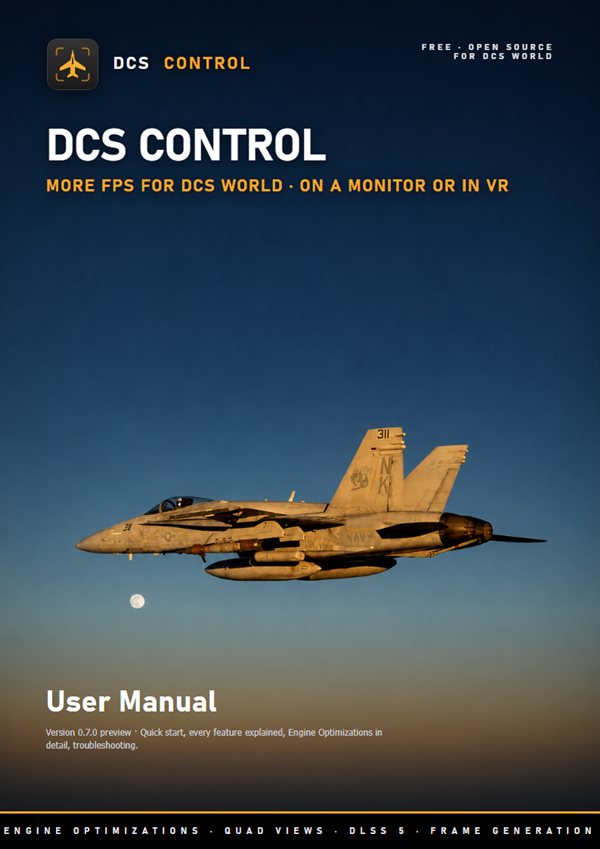 DCS CONTROL
FREE · OPEN SOURCE
FOR DCS WORLD
DCS CONTROL
MORE FPS FOR DCS WORLD · ON A MONITOR OR IN VR
311
NK
31
NAVY
User Manual
Version 0.7.0 preview · Quick start, every feature explained, Engine Optimizations in
detail, troubleshooting.
ENGINE OPTIMIZATIONS · QUAD VIEWS · DLSS 5 · FRAME GENERATION